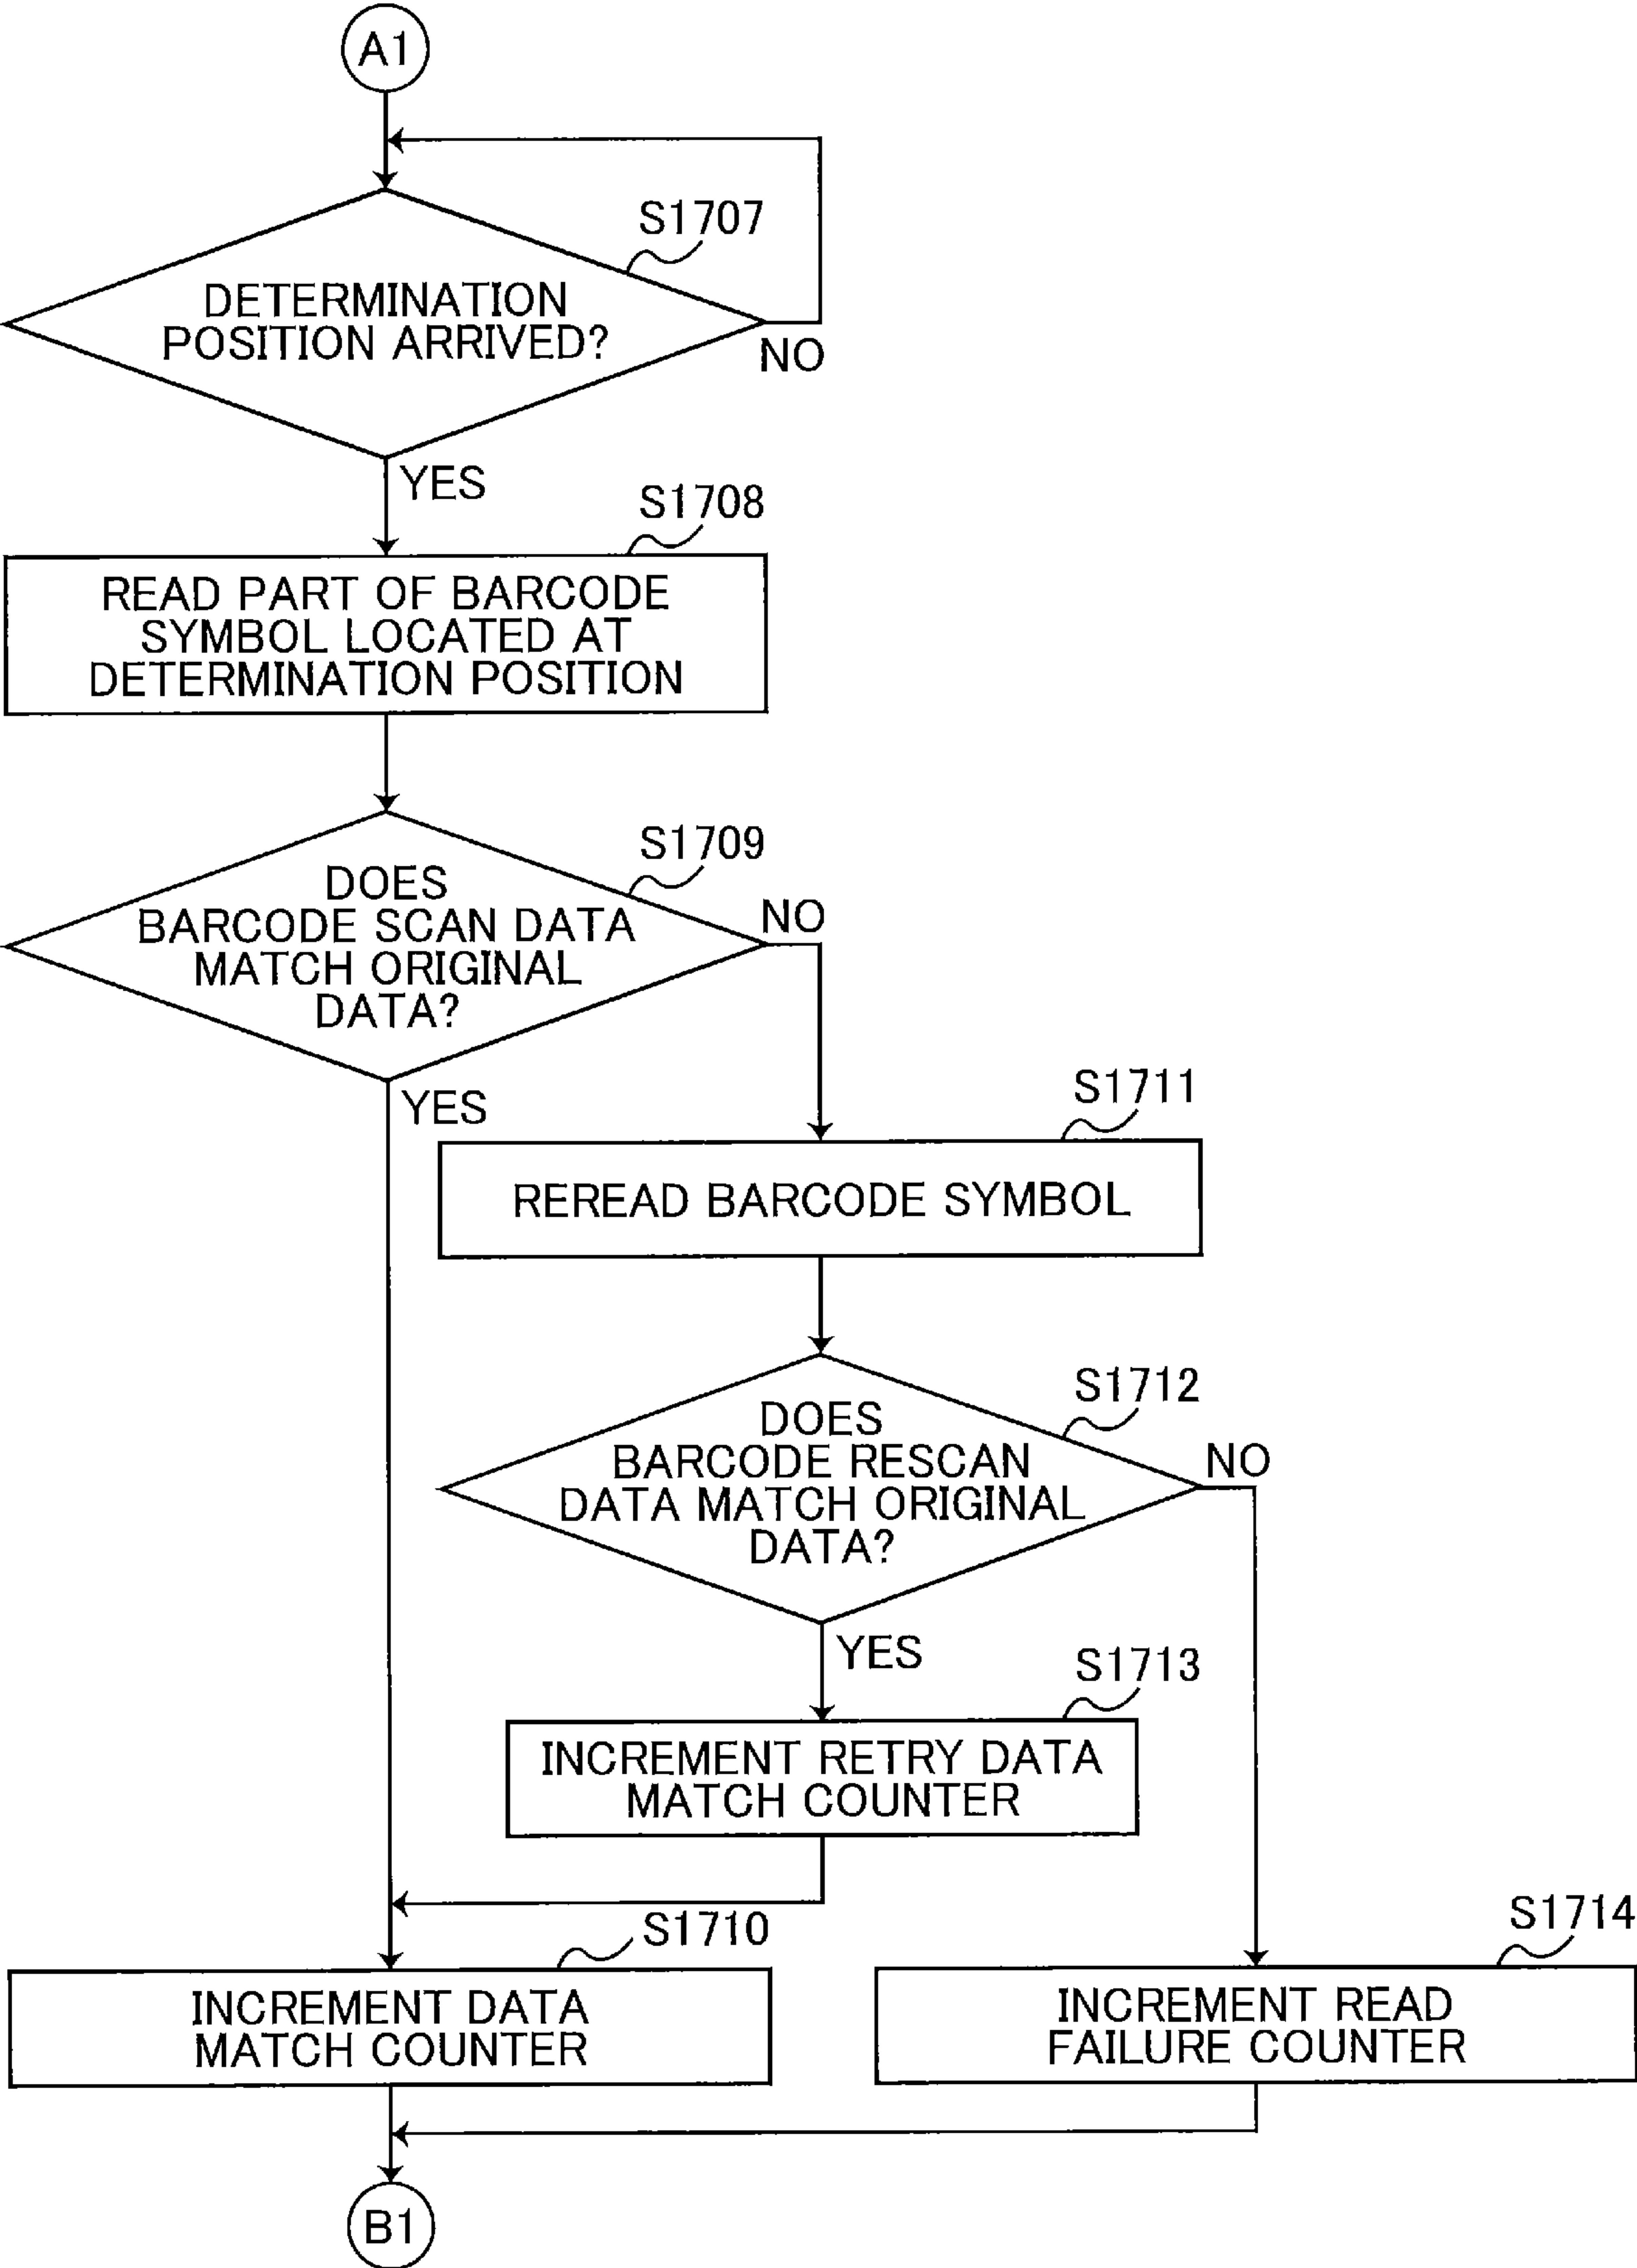 A1
S1707
DETERMINATION
POSITION ARRIVED?
NO
YES
S1708
READ PART OF BARCODE
SYMBOL LOCATED AT
DETERMINATION POSITION
S1709
DOES
BARCODE SCAN DATA
MATCH ORIGINAL
DATA?
NO
YES
S1711
REREAD BARCODE SYMBOL
S1712
DOES
BARCODE RESCAN
DATA MATCH ORIGINAL
DATA?
NO
YES
S1713
INCREMENT RETRY DATA
MATCH COUNTER
S1710
INCREMENT DATA
MATCH COUNTER
S1714
INCREMENT READ
FAILURE COUNTER
B1